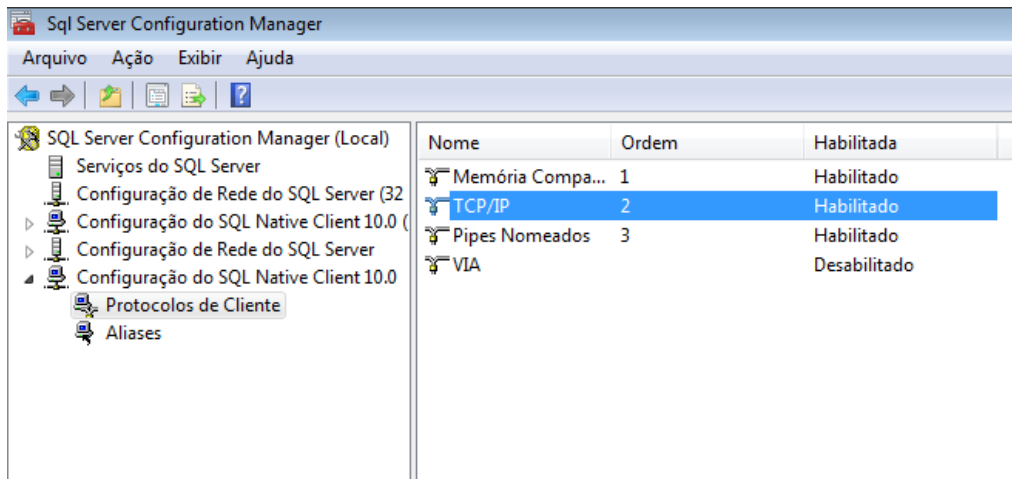 Sql Server Configuration Manager
Arquivo Ação Exibir Ajuda
SQL Server Configuration Manager (Local)
Serviços do SQL Server
Configuração de Rede do SQL Server (32
Configuração do SQL Native Client 10.0 (
Configuração de Rede do SQL Server
Configuração do SQL Native Client 10.0
Protocolos de Cliente
Aliases
Nome Ordem Habilitada
Memória Compa... 1 Habilitado
TCP/IP 2 Habilitado
Pipes Nomeados 3 Habilitado
VIA Desabilitado